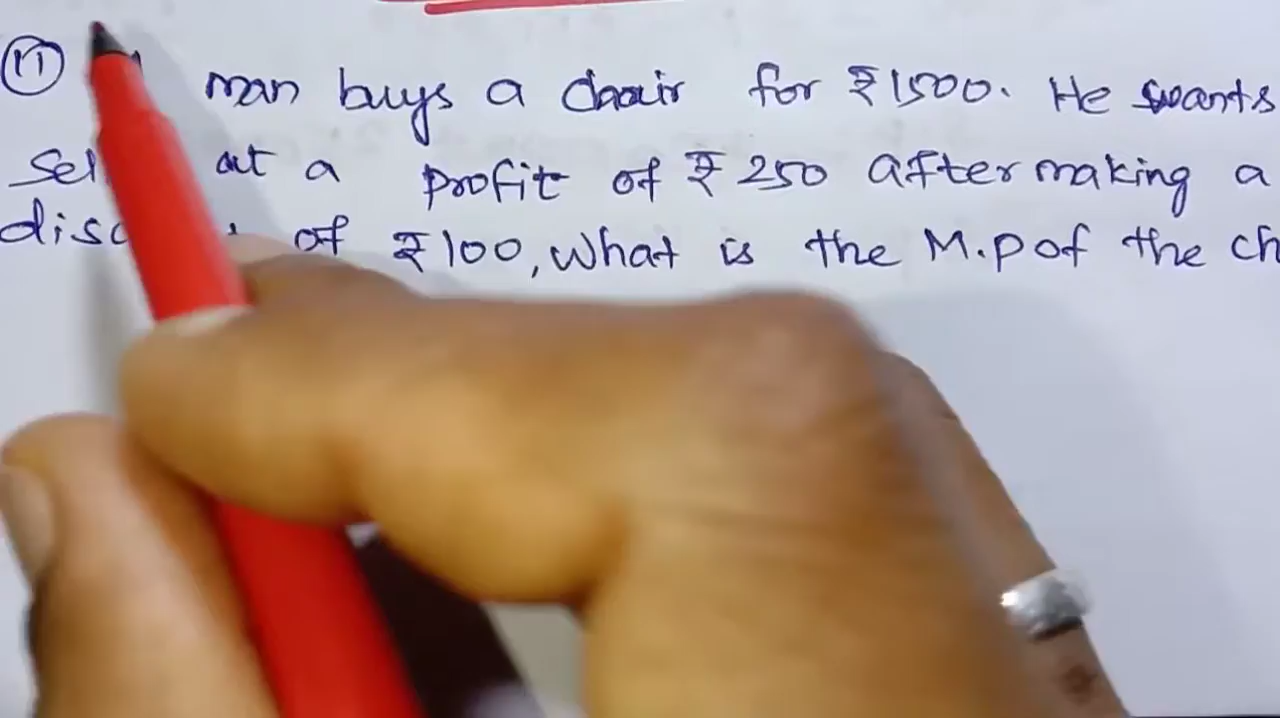 11 man buys a chair for ₹1500. He wants
at a profit of ₹250 after making a
of ₹100, What is the M.P of the